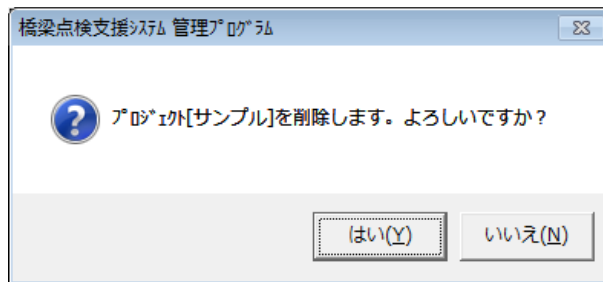 橋梁点検支援ｼｽﾃﾑ 管理ﾌﾟﾛｸﾞﾗﾑ
ﾌﾟﾛｼﾞｪｸﾄ[サンプル]を削除します。よろしいですか？
はい(Y) いいえ(N)